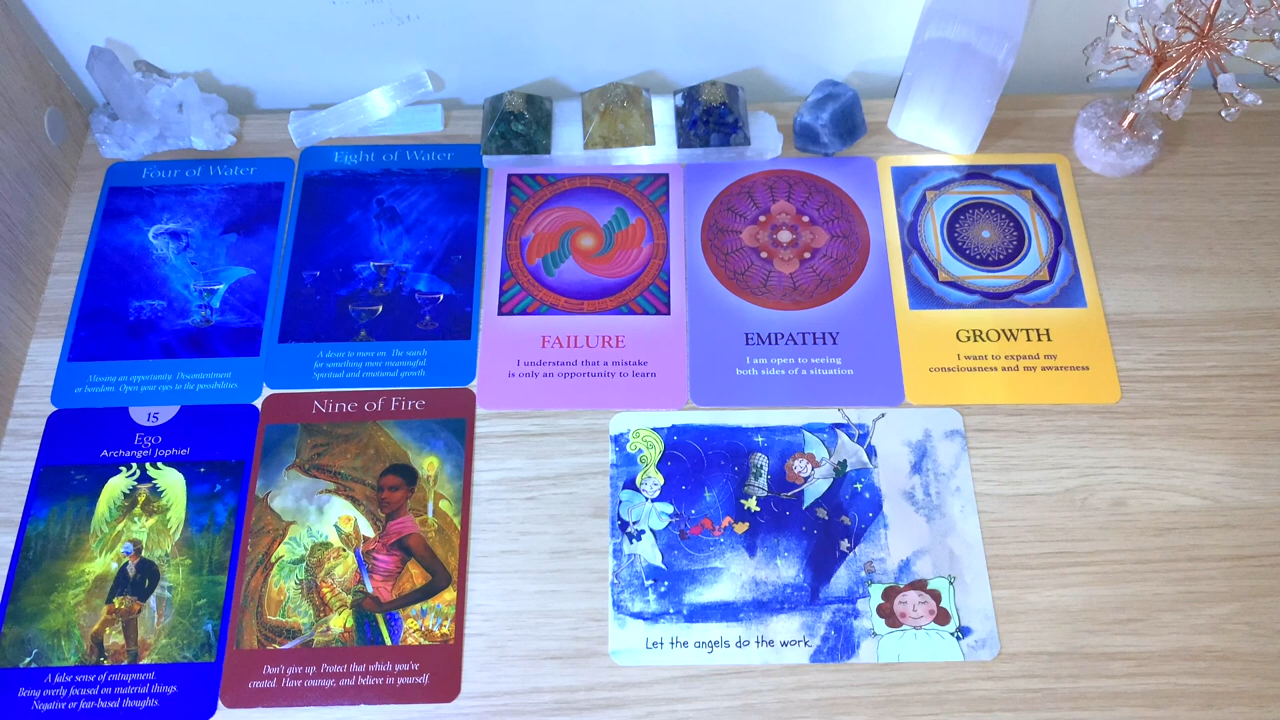 Four of Water
Missing an opportunity. Discontentment
or boredom. Open your eyes to the possibilities.
Eight of Water
A desire to move on. The search
for something more meaningful.
Spiritual and emotional growth.
FAILURE
I understand that a mistake
is only an opportunity to learn
EMPATHY
I am open to seeing
both sides of a situation
GROWTH
I want to expand my
consciousness and my awareness
15
Ego
Archangel Jophiel
A false sense of entrapment.
Being overly focused on material things.
Negative or fear-based thoughts.
Nine of Fire
Don't give up. Protect that which you've
created. Have courage, and believe in yourself.
Let the angels do the work.